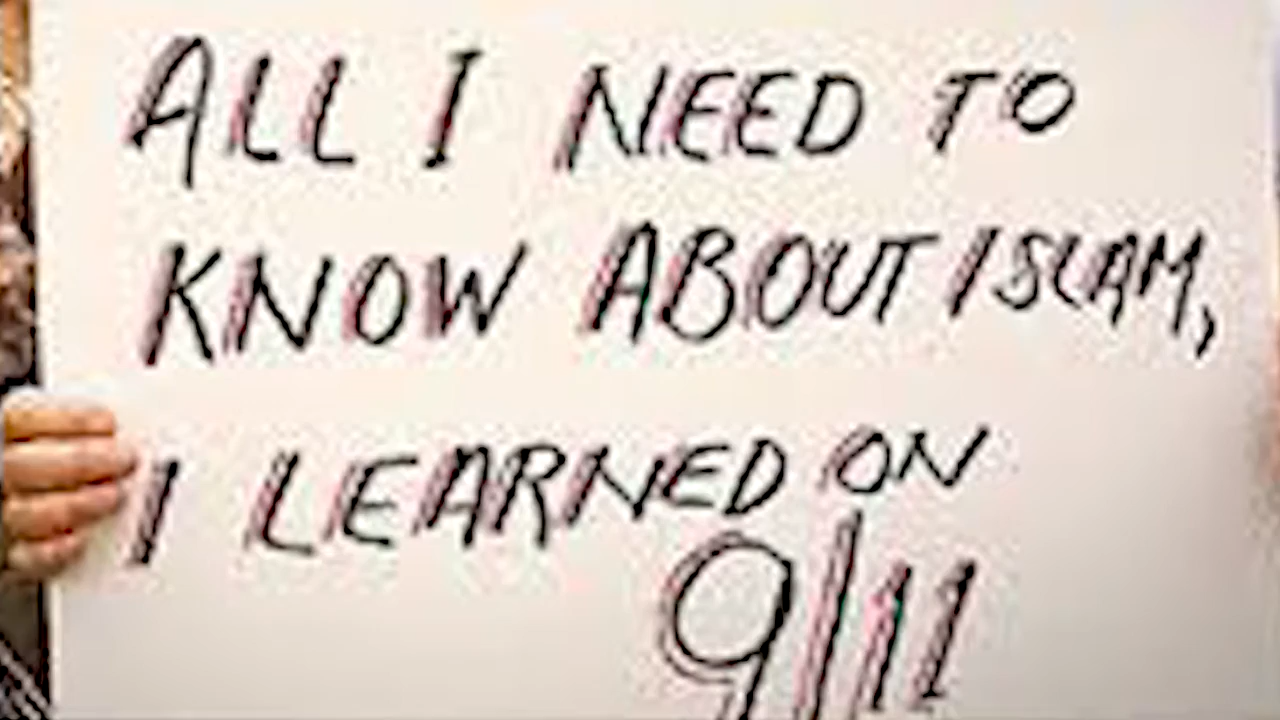 ALL I NEED TO
KNOW ABOUT ISLAM,
I LEARNED ON
9/11